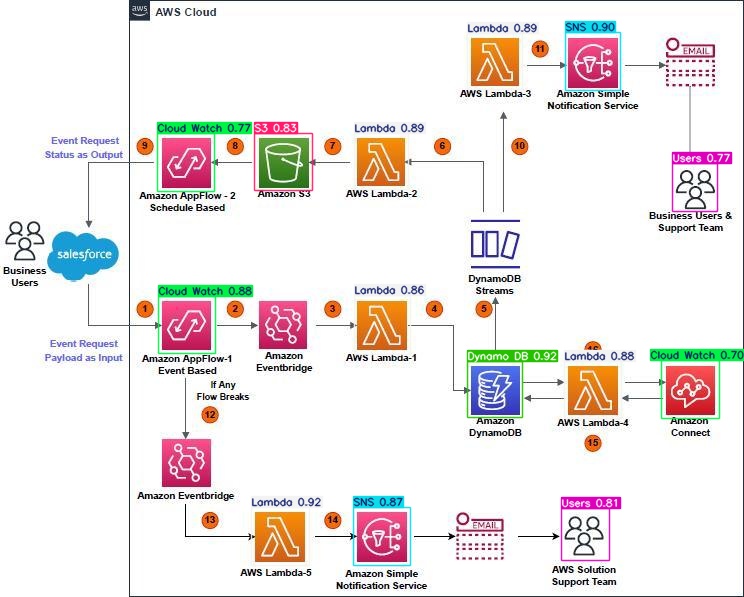 aws
AWS Cloud
Lambda 0.89
11
SNS 0.90
EMAIL
AWS Lambda-3
Amazon Simple
Notification Service
Event Request
Status as Output
9
Cloud Watch 0.77
8
S3 0.83
7
Lambda 0.89
6
10
Users 0.77
Amazon AppFlow - 2
Schedule Based
Amazon S3
AWS Lambda-2
Business Users &
Support Team
salesforce
Business
Users
DynamoDB
Streams
1
Cloud Watch 0.88
2
3
Lambda 0.86
4
5
Event Request
Payload as Input
Amazon AppFlow-1
Event Based
Amazon
Eventbridge
AWS Lambda-1
Dynamo DB 0.92
16
Lambda 0.88
Cloud Watch 0.70
If Any
Flow Breaks
12
Amazon
DynamoDB
AWS Lambda-4
15
Amazon
Connect
Amazon Eventbridge
13
Lambda 0.92
14
SNS 0.87
EMAIL
Users 0.81
AWS Lambda-5
Amazon Simple
Notification Service
AWS Solution
Support Team